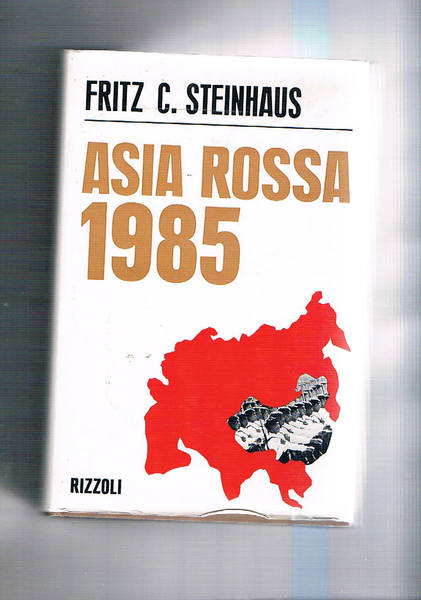 FRITZ C. STEINHAUS
ASIA ROSSA
1985
RIZZOLI